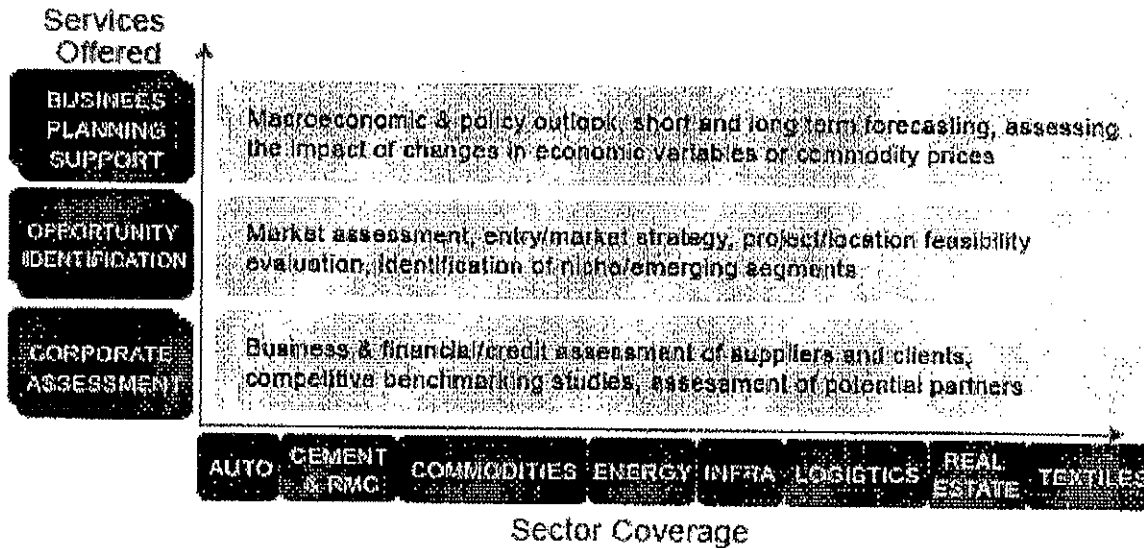 Services
Offered
BUSINEES
PLANNING
SUPPORT
Macroeconomic & policy outlook, short and long term forecasting, assessing
the impact of changes in economic variables or commodity prices
OPPORTUNITY
IDENTIFICATION
Market assessment, entry/market strategy, project/location feasibility
evaluation, identification of niche/emerging segments
CORPORATE
ASSESSMENT
Business & financial/credit assessment of suppliers and clients,
competitive benchmarking studies, assessment of potential partners
AUTO
CEMENT
& RMC
COMMODITIES
ENERGY
INFRA
LOGISTICS
REAL
ESTATE
TEXTILES
Sector Coverage